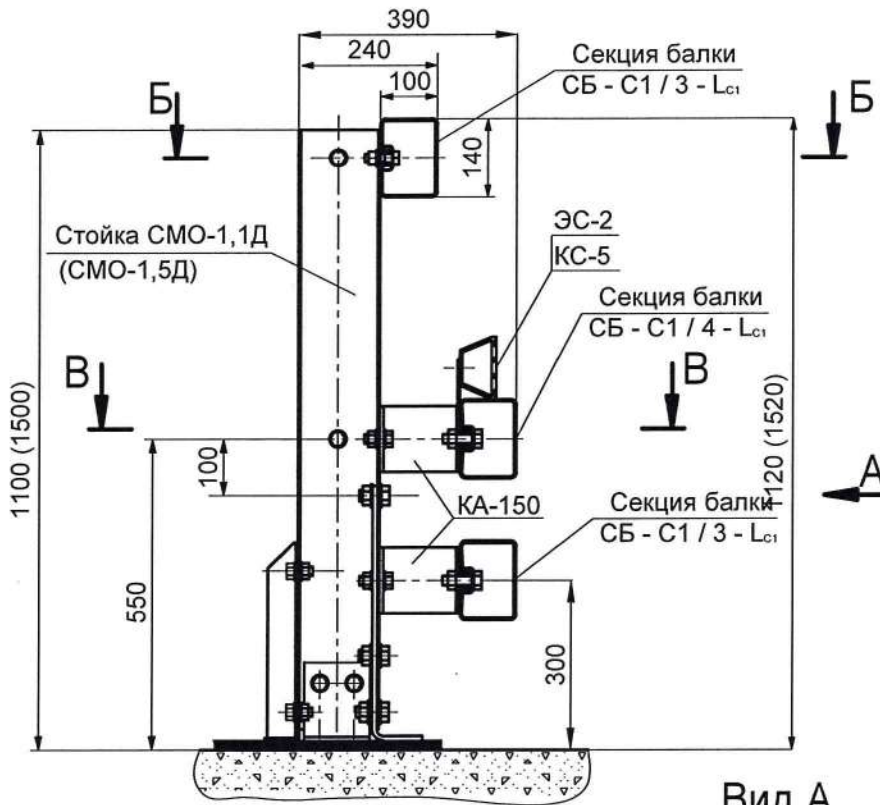 390
240
100
Секция балки
СБ - С1 / 3 - Lс1
Б
Б
140
Стойка СМО-1,1Д
(СМО-1,5Д)
ЭС-2
КС-5
Секция балки
СБ - С1 / 4 - Lс1
В
В
1100 (1500)
1120 (1520)
100
А
КА-150
Секция балки
СБ - С1 / 3 - Lс1
550
300
Вид А